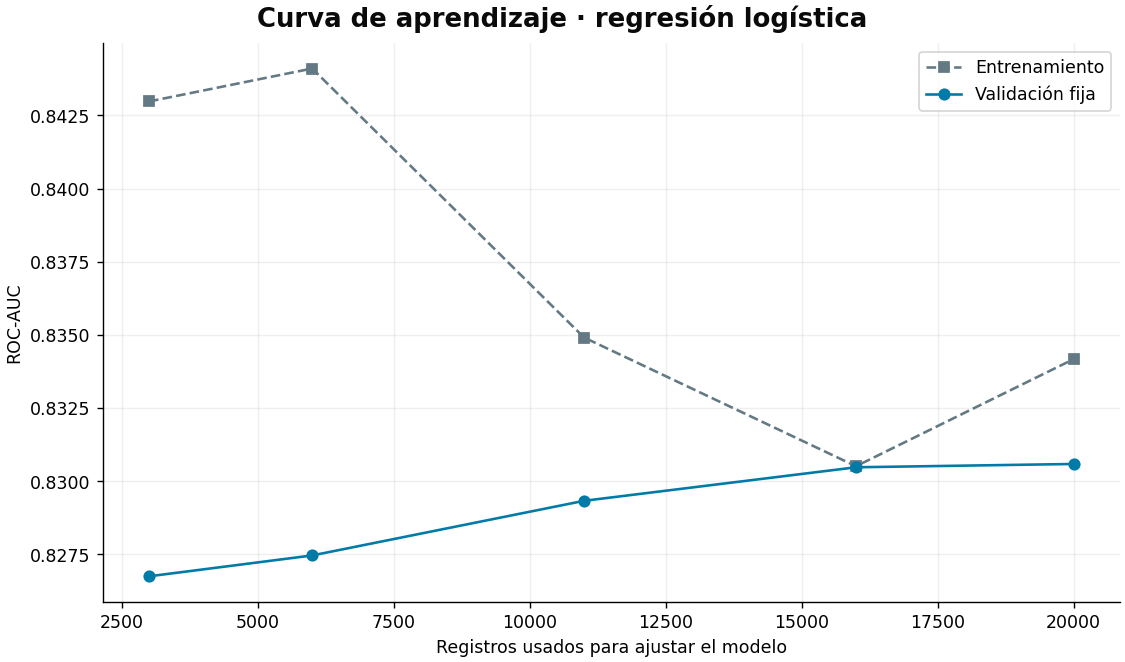 Curva de aprendizaje · regresión logística
Entrenamiento
Validación fija
ROC-AUC
0.8425
0.8400
0.8375
0.8350
0.8325
0.8300
0.8275
2500 5000 7500 10000 12500 15000 17500 20000
Registros usados para ajustar el modelo